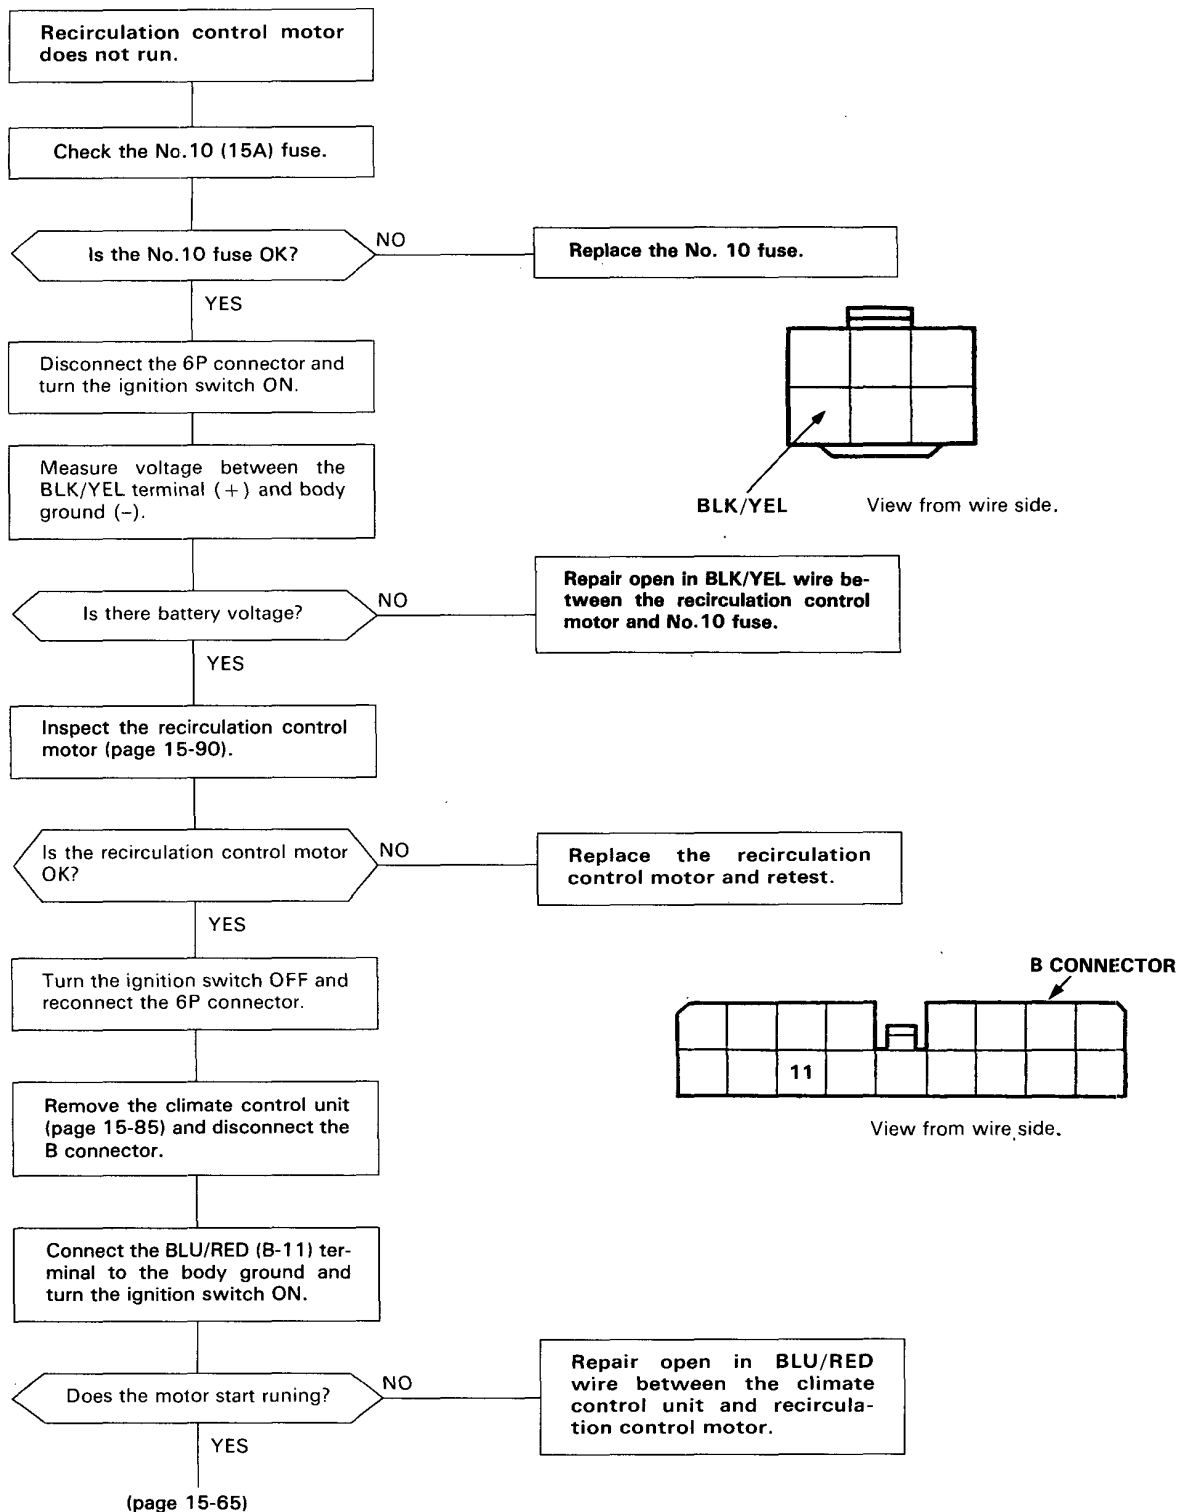 Recirculation control motor
does not run.
Check the No.10 (15A) fuse.
Is the No.10 fuse OK?
NO
Replace the No. 10 fuse.
YES
Disconnect the 6P connector and
turn the ignition switch ON.
Measure voltage between the
BLK/YEL terminal (+) and body
ground (–).
BLK/YEL
View from wire side.
Is there battery voltage?
NO
Repair open in BLK/YEL wire be-
tween the recirculation control
motor and No.10 fuse.
YES
Inspect the recirculation control
motor (page 15-90).
Is the recirculation control motor
OK?
NO
Replace the recirculation
control motor and retest.
YES
Turn the ignition switch OFF and
reconnect the 6P connector.
B CONNECTOR
11
View from wire side.
Remove the climate control unit
(page 15-85) and disconnect the
B connector.
Connect the BLU/RED (B-11) ter-
minal to the body ground and
turn the ignition switch ON.
Does the motor start runing?
NO
Repair open in BLU/RED
wire between the climate
control unit and recircula-
tion control motor.
YES
(page 15-65)